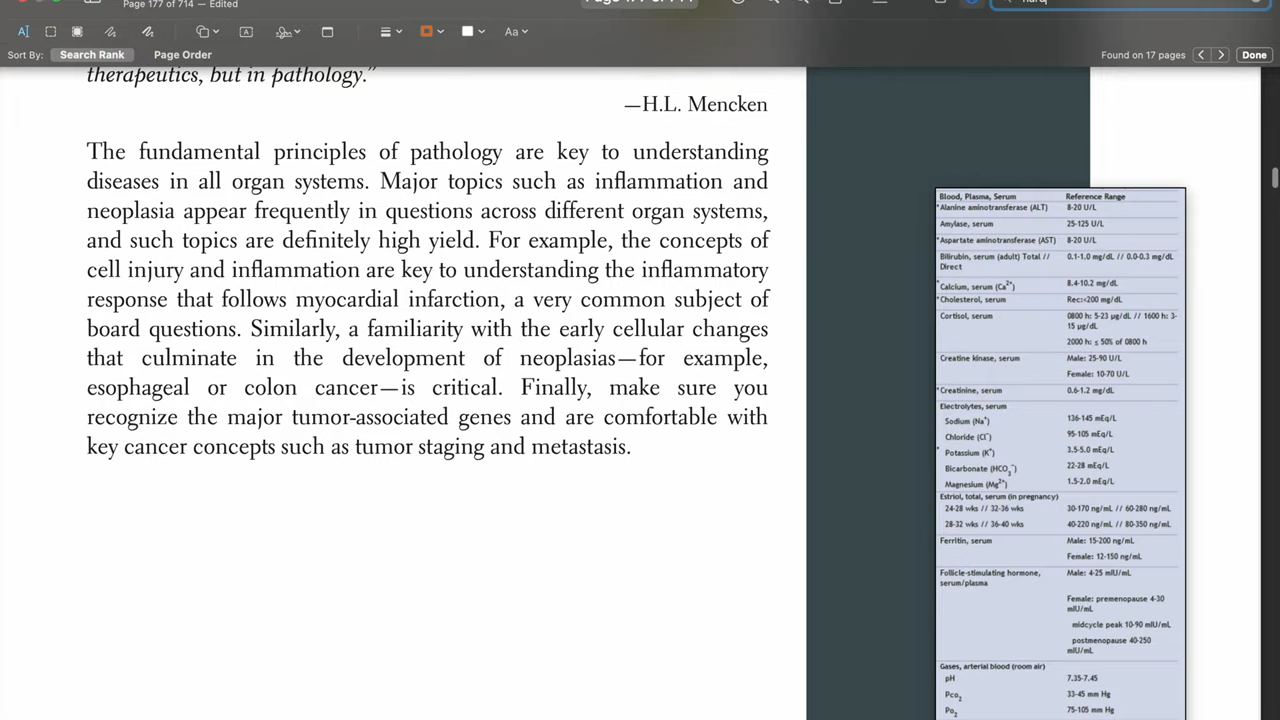 Page 177 of 714 — Edited
Aa
Sort By:
Search Rank
Page Order
Found on 17 pages
Done
therapeutics, but in pathology.”
—H.L. Mencken
The fundamental principles of pathology are key to understanding
diseases in all organ systems. Major topics such as inflammation and
neoplasia appear frequently in questions across different organ systems,
and such topics are definitely high yield. For example, the concepts of
cell injury and inflammation are key to understanding the inflammatory
response that follows myocardial infarction, a very common subject of
board questions. Similarly, a familiarity with the early cellular changes
that culminate in the development of neoplasias—for example,
esophageal or colon cancer—is critical. Finally, make sure you
recognize the major tumor-associated genes and are comfortable with
key cancer concepts such as tumor staging and metastasis.
Blood, Plasma, Serum Reference Range
*Alanine aminotransferase (ALT) 8-20 U/L
Amylase, serum 25-125 U/L
*Aspartate aminotransferase (AST) 8-20 U/L
Bilirubin, serum (adult) Total // 0.1-1.0 mg/dL // 0.0-0.3 mg/dL
Direct
*Calcium, serum (Ca2+) 8.4-10.2 mg/dL
*Cholesterol, serum Rec:<200 mg/dL
Cortisol, serum 0800 h: 5-23 µg/dL // 1600 h: 3-
15 µg/dL
2000 h: ≤ 50% of 0800 h
Creatine kinase, serum Male: 25-90 U/L
Female: 10-70 U/L
*Creatinine, serum 0.6-1.2 mg/dL
Electrolytes, serum
Sodium (Na+) 136-145 mEq/L
Chloride (Cl-) 95-105 mEq/L
* Potassium (K+) 3.5-5.0 mEq/L
Bicarbonate (HCO3-) 22-28 mEq/L
Magnesium (Mg2+) 1.5-2.0 mEq/L
Estriol, total, serum (in pregnancy)
24-28 wks // 32-36 wks 30-170 ng/mL // 60-280 ng/mL
28-32 wks // 36-40 wks 40-220 ng/mL // 80-350 ng/mL
Ferritin, serum Male: 15-200 ng/mL
Female: 12-150 ng/mL
Follicle-stimulating hormone, Male: 4-25 mIU/mL
serum/plasma
Female: premenopause 4-30
mIU/mL
midcycle peak 10-90 mIU/mL
postmenopause 40-250
mIU/mL
Gases, arterial blood (room air)
pH 7.35-7.45
Pco2 33-45 mm Hg
Po2 75-105 mm Hg